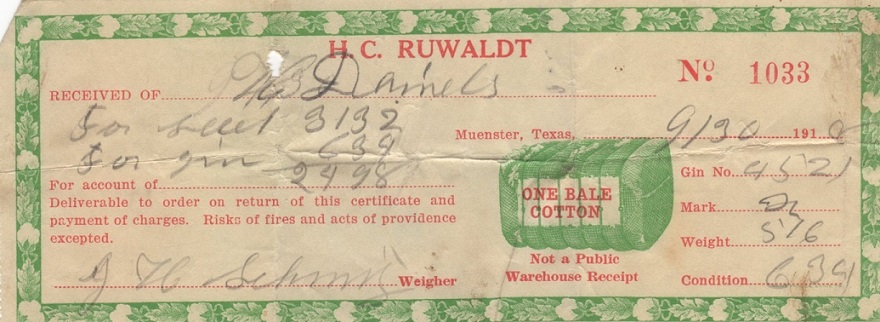 H. C. RUWALDT
Nº 1033
RECEIVED OF Daniels
For seed 3132
Muenster, Texas, 9/30 191
For gin 639
2498
For account of
Gin No. 4521
Deliverable to order on return of this certificate and
payment of charges. Risks of fires and acts of providence
excepted.
ONE BALE
COTTON
Mark
Weight 576
Not a Public
Warehouse Receipt
J H Weigher
Condition 639